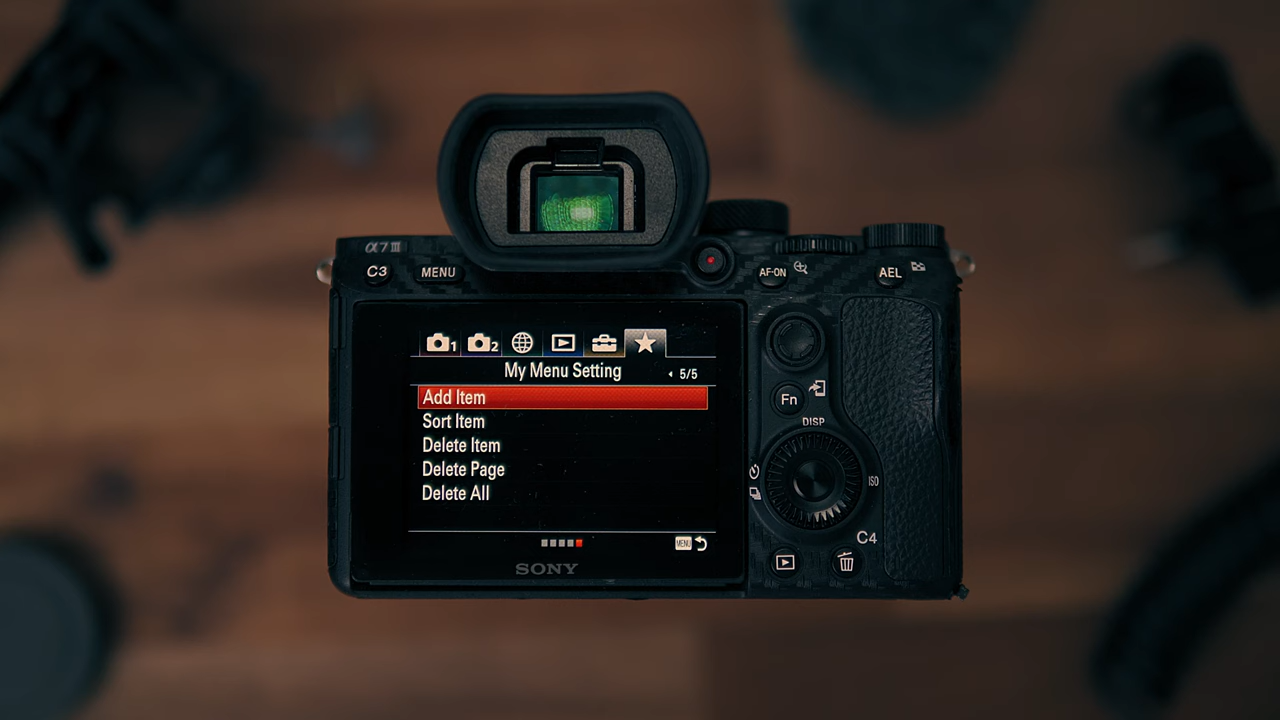 α7III
C3
MENU
AF-ON
AEL
1
2
My Menu Setting
5/5
Add Item
Sort Item
Delete Item
Delete Page
Delete All
MENU
SONY
Fn
DISP
ISO
C4